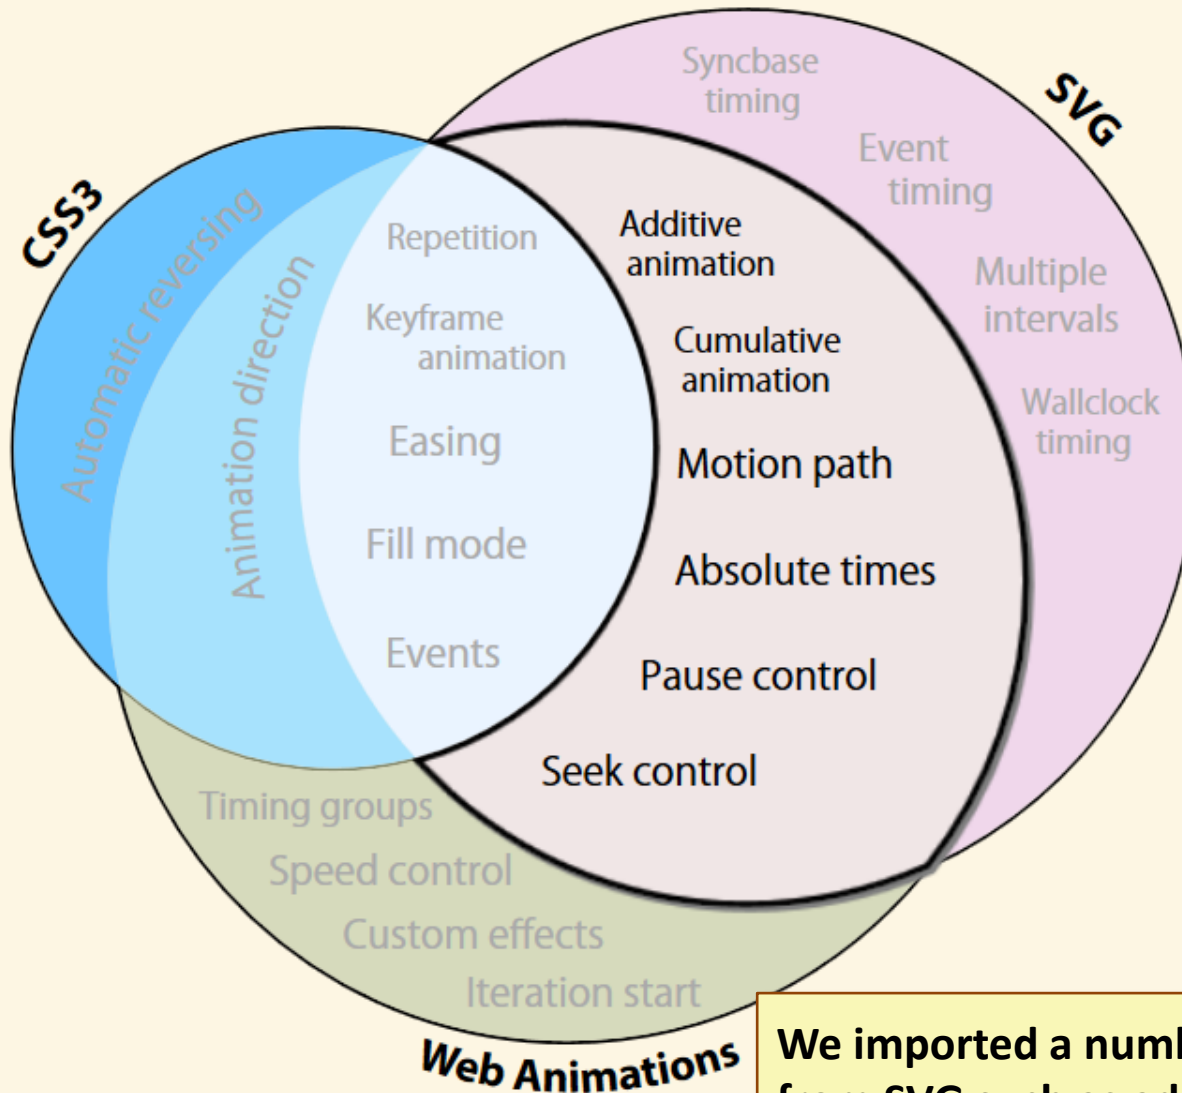 CSS3
Automatic reversing
Animation direction
Repetition
Keyframe
animation
Easing
Fill mode
Events
Additive
animation
Cumulative
animation
Motion path
Absolute times
Pause control
Seek control
SVG
Syncbase
timing
Event
timing
Multiple
intervals
Wallclock
timing
Timing groups
Speed control
Custom effects
Iteration start
Web Animations
We imported a num